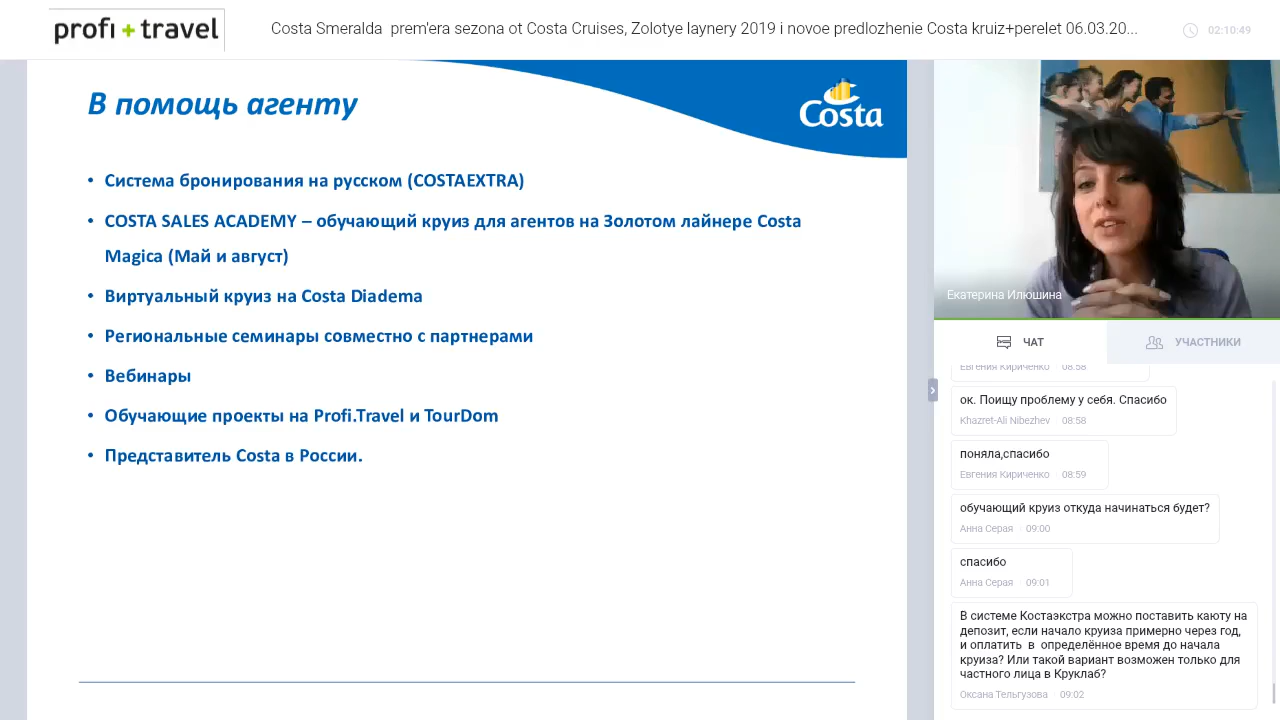 profi + travel
Costa Smeralda prem'era sezona ot Costa Cruises, Zolotye laynery 2019 i novoe predlozhenie Costa kruiz+perelet 06.03.20...
02:10:49
В помощь агенту
Costa
• Система бронирования на русском (COSTAEXTRA)
• COSTA SALES ACADEMY – обучающий круиз для агентов на Золотом лайнере Costa
Magica (Май и август)
• Виртуальный круиз на Costa Diadema
• Региональные семинары совместно с партнерами
• Вебинары
• Обучающие проекты на Profi.Travel и TourDom
• Представитель Costa в России.
Екатерина Илюшина
ЧАТ
УЧАСТНИКИ
Евгения Кириченко 08:58
ок. Поищу проблему у себя. Спасибо
Khazret-Ali Nibezhev 08:58
поняла,спасибо
Евгения Кириченко 08:59
обучающий круиз откуда начинаться будет?
Анна Серая 09:00
спасибо
Анна Серая 09:01
В системе Костаэкстра можно поставить каюту на
депозит, если начало круиза примерно через год,
и оплатить в определённое время до начала
круиза? Или такой вариант возможен только для
частного лица в Круклаб?
Оксана Тельгузова 09:02